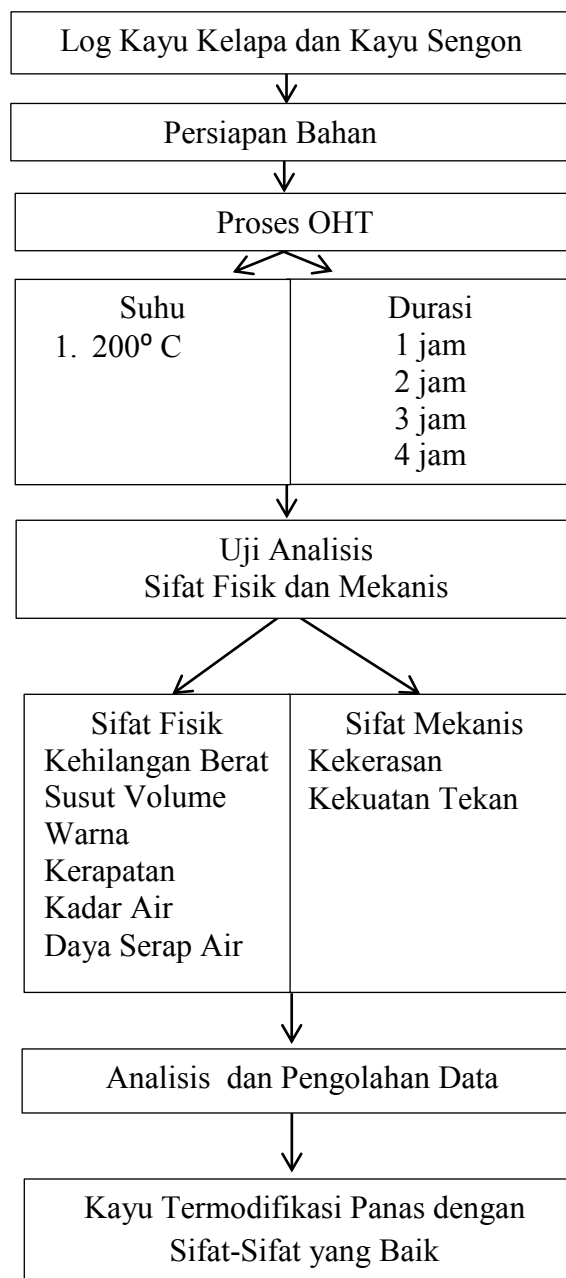 Log Kayu Kelapa dan Kayu Sengon
Persiapan Bahan
Proses OHT
Suhu
1. 200⁰ C
Durasi
1 jam
2 jam
3 jam
4 jam
Uji Analisis
Sifat Fisik dan Mekanis
Sifat Fisik
Kehilangan Berat
Susut Volume
Warna
Kerapatan
Kadar Air
Daya Serap Air
Sifat Mekanis
Kekerasan
Kekuatan Tekan
Analisis dan Pengolahan Data
Kayu Termodifikasi Panas dengan
Sifat-Sifat yang Baik